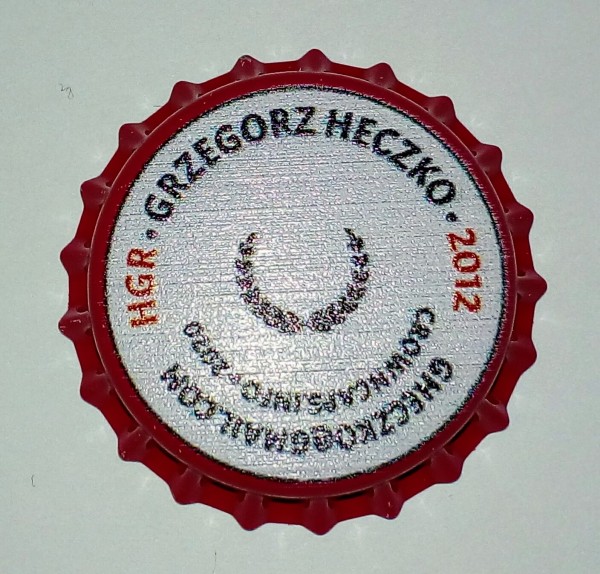 HGR • GRZEGORZ HECZKO • 2012
CROWNCAPS.INFO • 2020
GHECZKO@GMAIL.COM